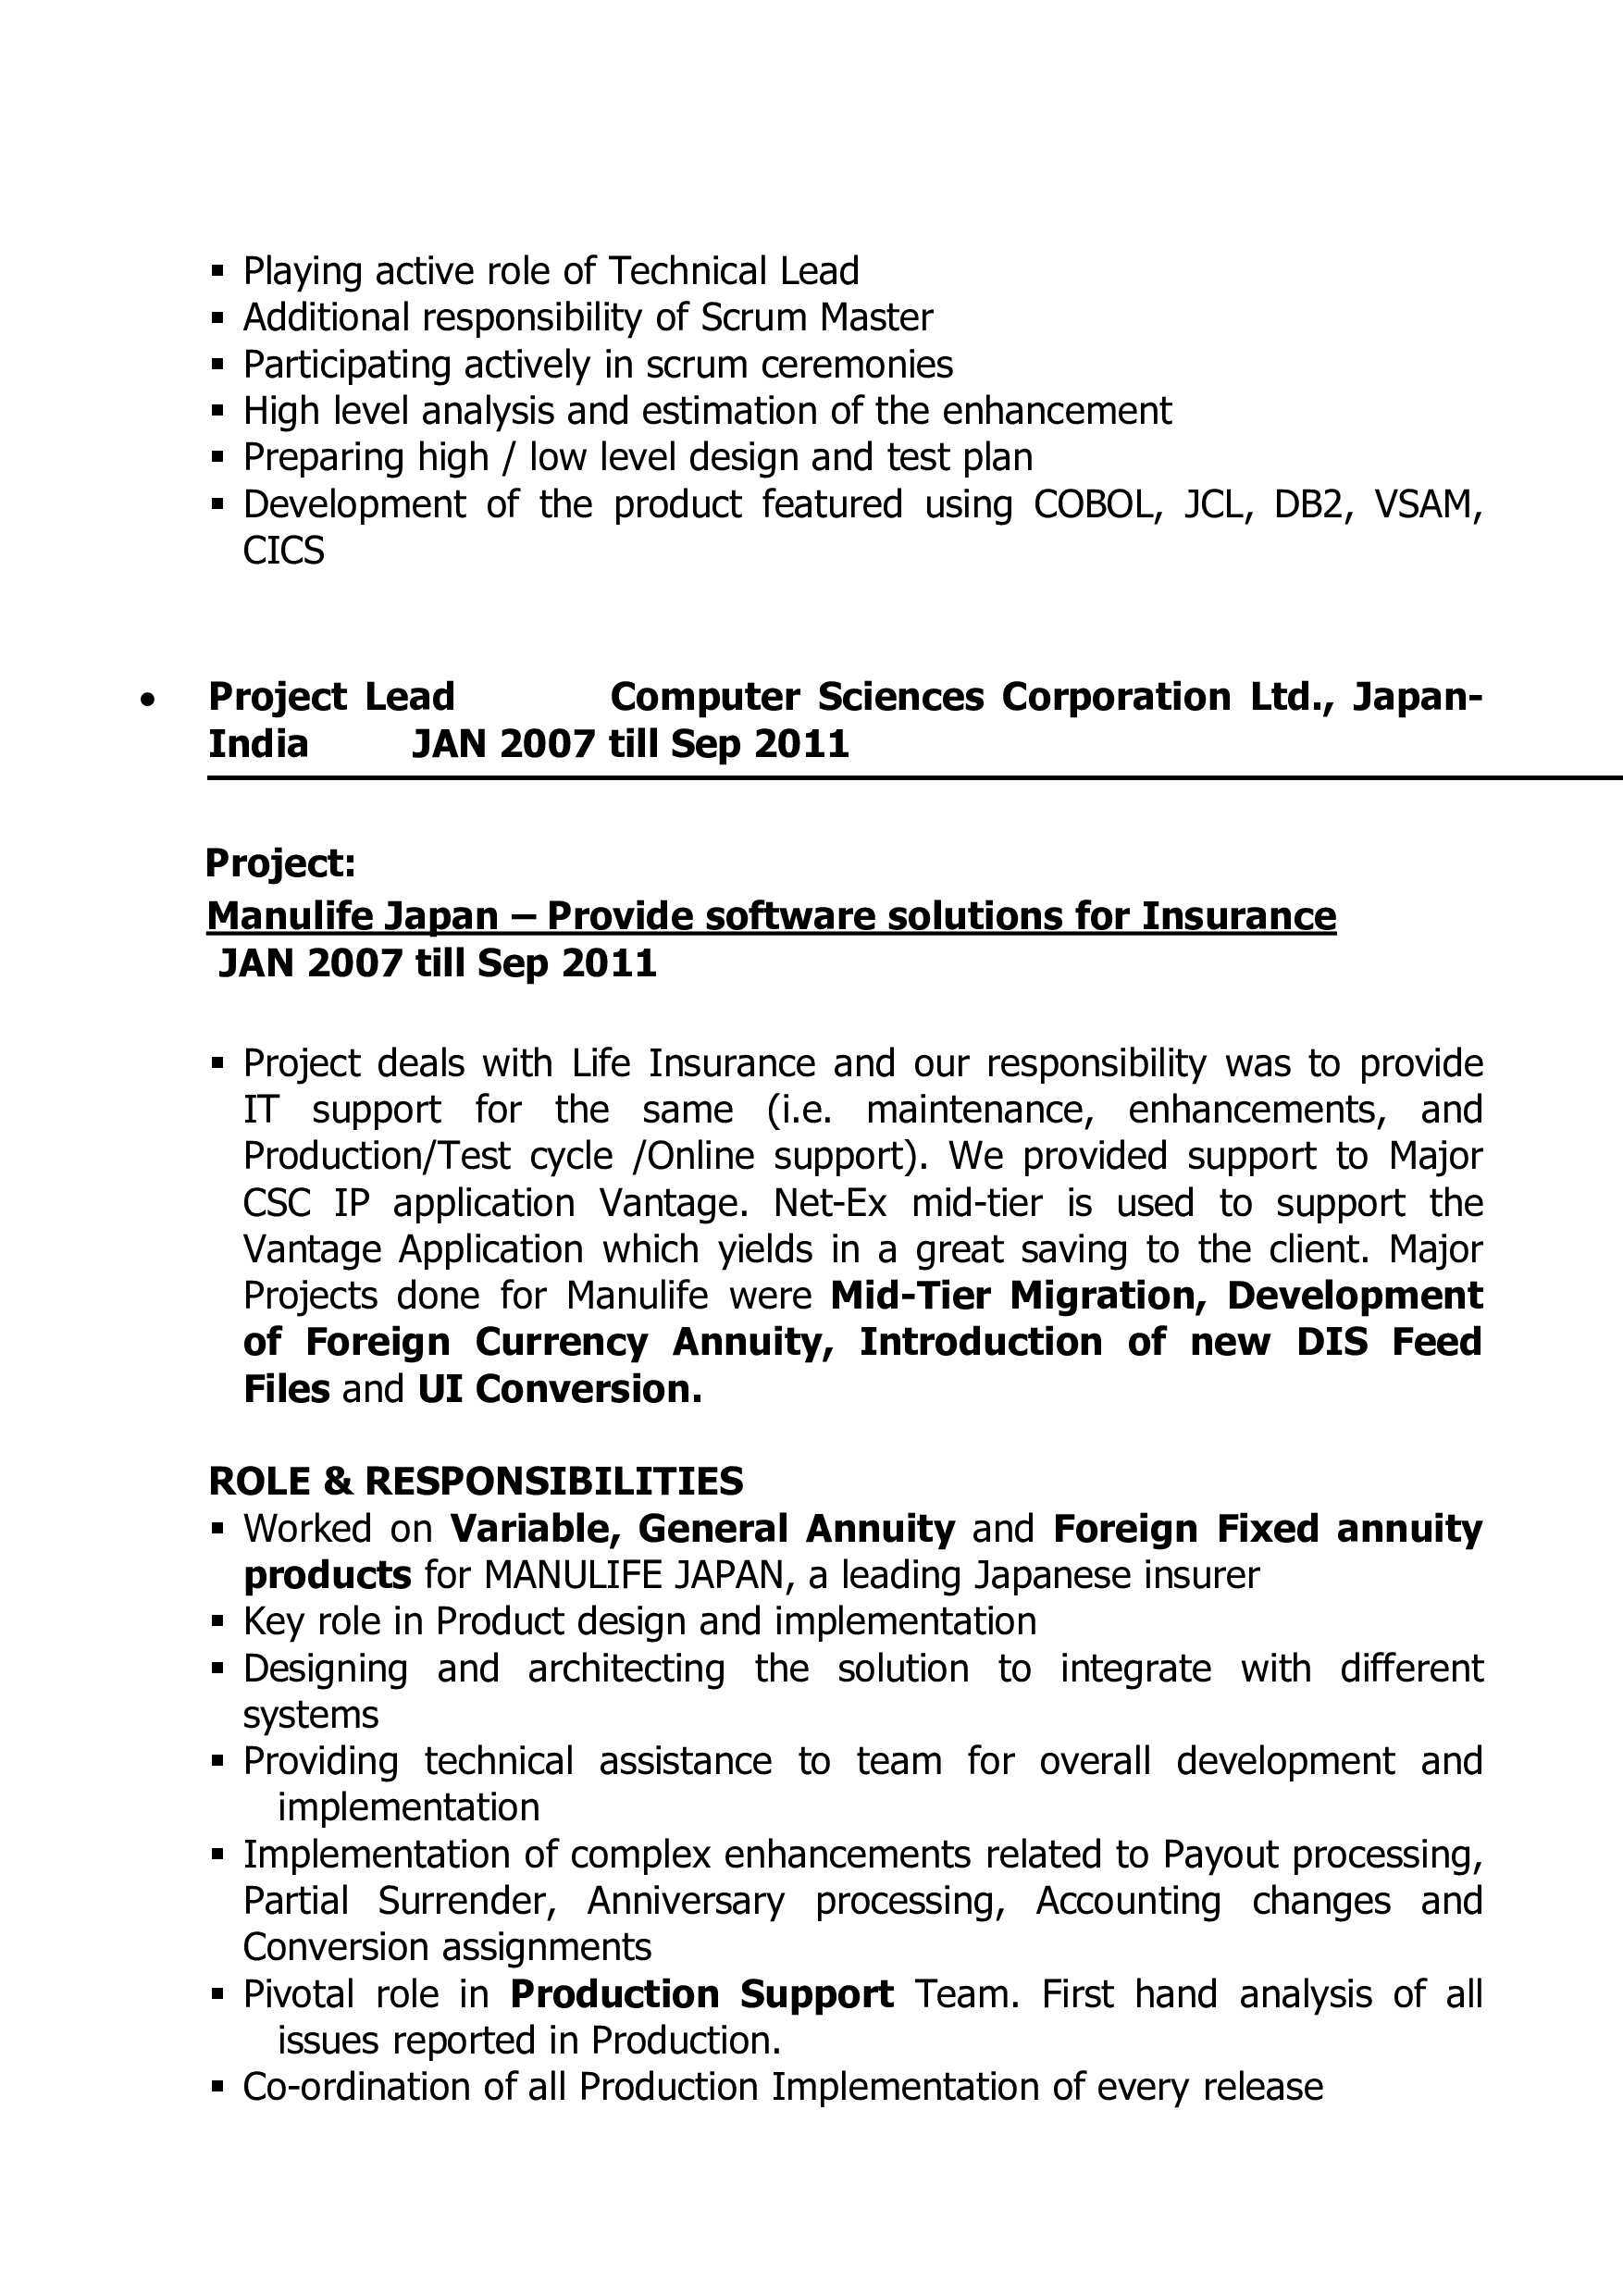 ▪ Playing active role of Technical Lead
▪ Additional responsibility of Scrum Master
▪ Participating actively in scrum ceremonies
▪ High level analysis and estimation of the enhancement
▪ Preparing high / low level design and test plan
▪ Development of the product featured using COBOL, JCL, DB2, VSAM,
CICS
• Project Lead Computer Sciences Corporation Ltd., Japan-
India JAN 2007 till Sep 2011
Project:
Manulife Japan – Provide software solutions for Insurance
JAN 2007 till Sep 2011
▪ Project deals with Life Insurance and our responsibility was to provide
IT support for the same (i.e. maintenance, enhancements, and
Production/Test cycle /Online support). We provided support to Major
CSC IP application Vantage. Net-Ex mid-tier is used to support the
Vantage Application which yields in a great saving to the client. Major
Projects done for Manulife were Mid-Tier Migration, Development
of Foreign Currency Annuity, Introduction of new DIS Feed
Files and UI Conversion.
ROLE & RESPONSIBILITIES
▪ Worked on Variable, General Annuity and Foreign Fixed annuity
products for MANULIFE JAPAN, a leading Japanese insurer
▪ Key role in Product design and implementation
▪ Designing and architecting the solution to integrate with different
systems
▪ Providing technical assistance to team for overall development and
implementation
▪ Implementation of complex enhancements related to Payout processing,
Partial Surrender, Anniversary processing, Accounting changes and
Conversion assignments
▪ Pivotal role in Production Support Team. First hand analysis of all
issues reported in Production.
▪ Co-ordination of all Production Implementation of every release